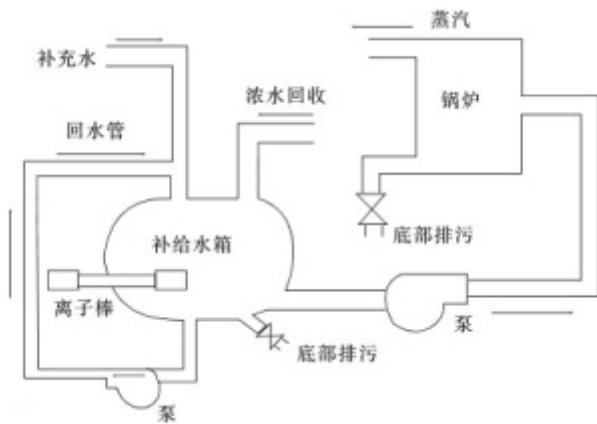 蒸汽
补充水
浓水回收
锅炉
回水管
底部排污
补给水箱
离子棒
泵
底部排污
泵